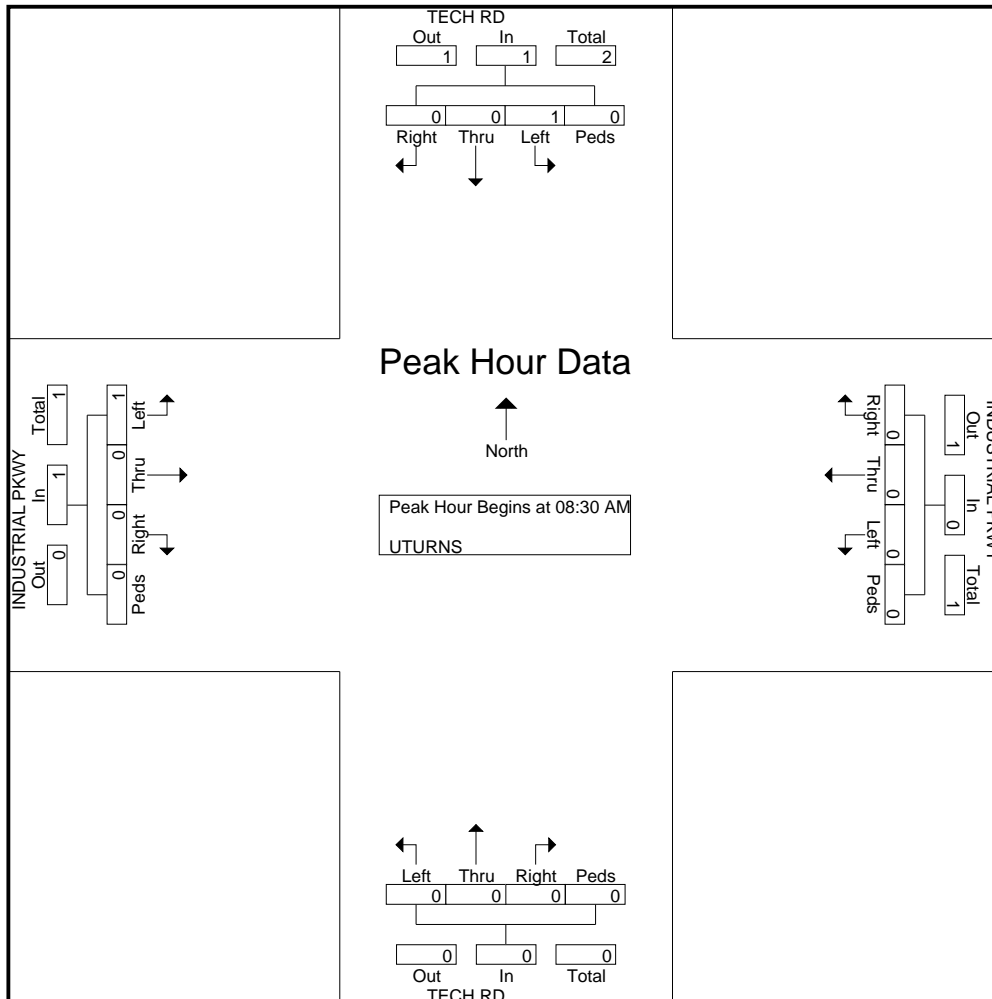 TECH RD
Out In Total
1 1 2
0 0 1 0
Right Thru Left Peds
Peak Hour Data
North
Peak Hour Begins at 08:30 AM
UTURNS
INDUSTRIAL PKWY
Out In Total
0 1 1
Left Thru Right Peds
1 0 0 0
INDUSTRIAL PKWY
Out In Total
1 0 1
Right Thru Left Peds
0 0 0 0
Left Thru Right Peds
0 0 0 0
0 0 0
Out In Total
TECH RD